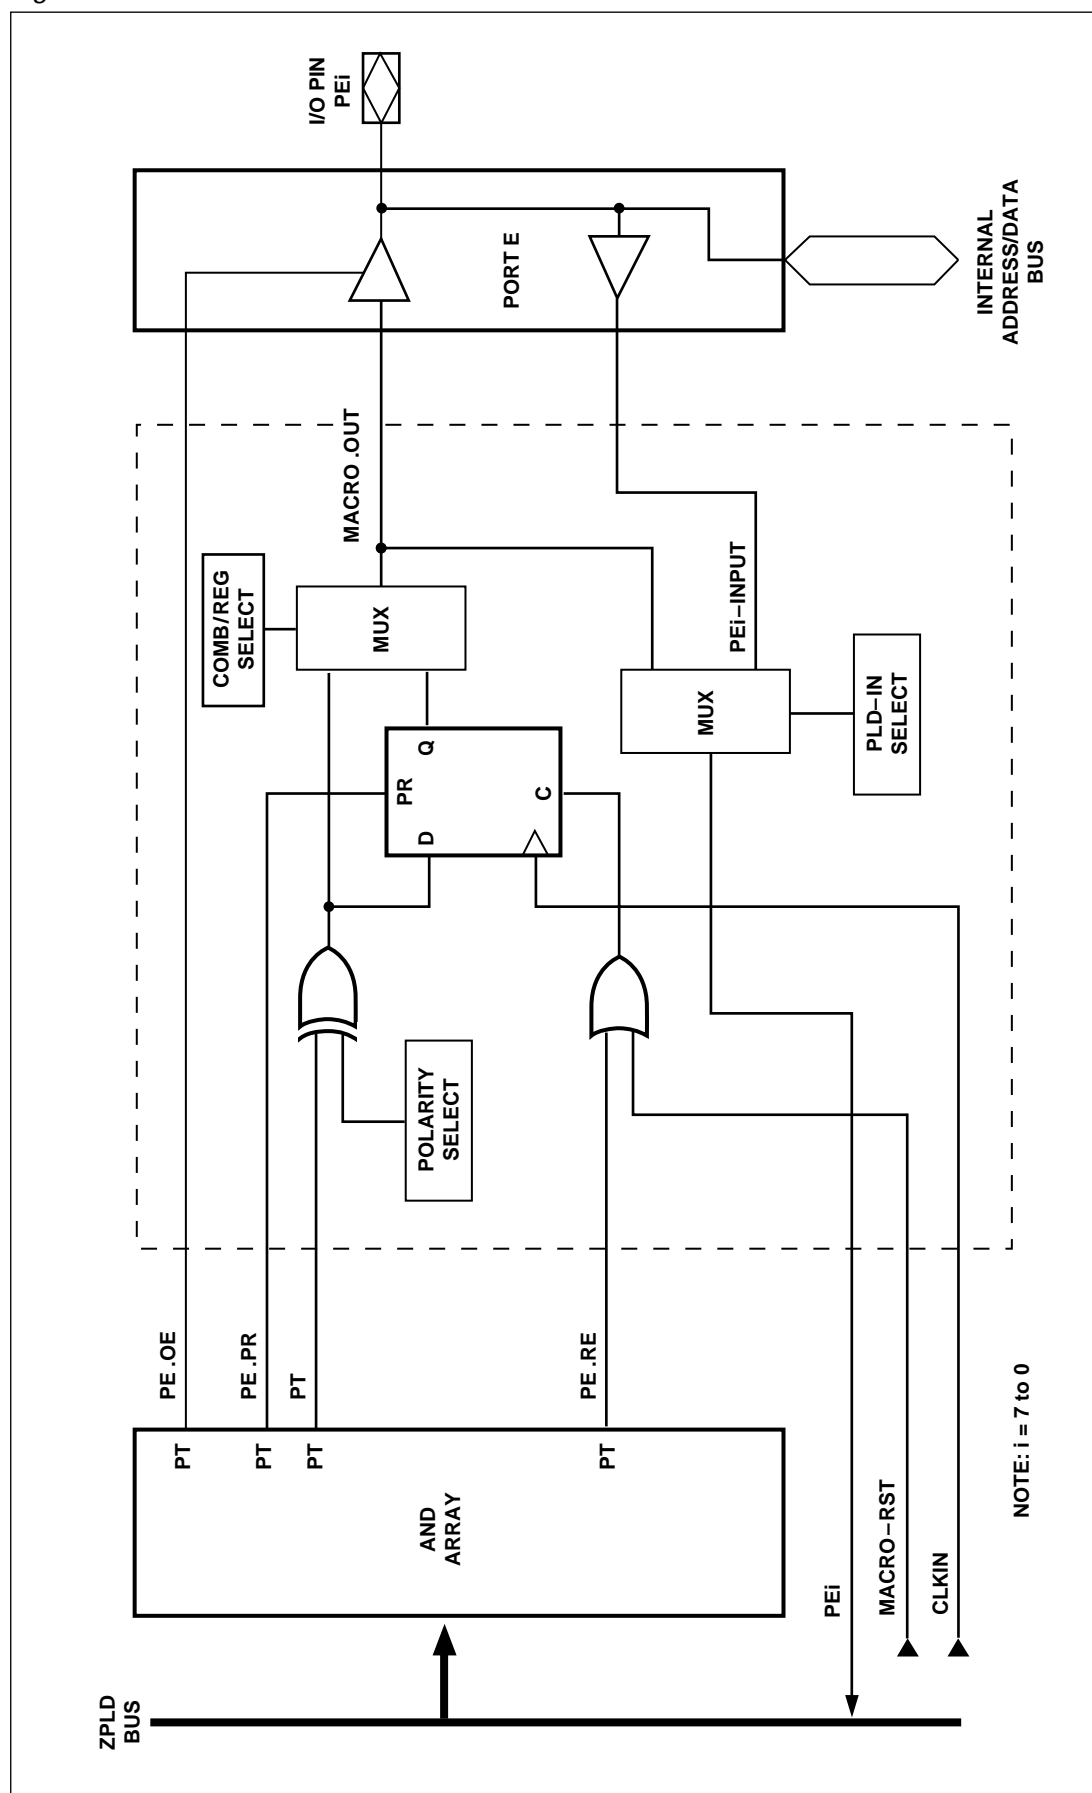 ZPLD
BUS
AND
ARRAY
PT
PT
PT
PT
PE .OE
PE .PR
PT
PE .RE
PEi
MACRO–RST
CLKIN
POLARITY
SELECT
D
PR
Q
C
COMB/REG
SELECT
MUX
MACRO .OUT
MUX
PEi–INPUT
PLD–IN
SELECT
PORT E
I/O PIN
PEi
INTERNAL
ADDRESS/DATA
BUS
NOTE: i = 7 to 0